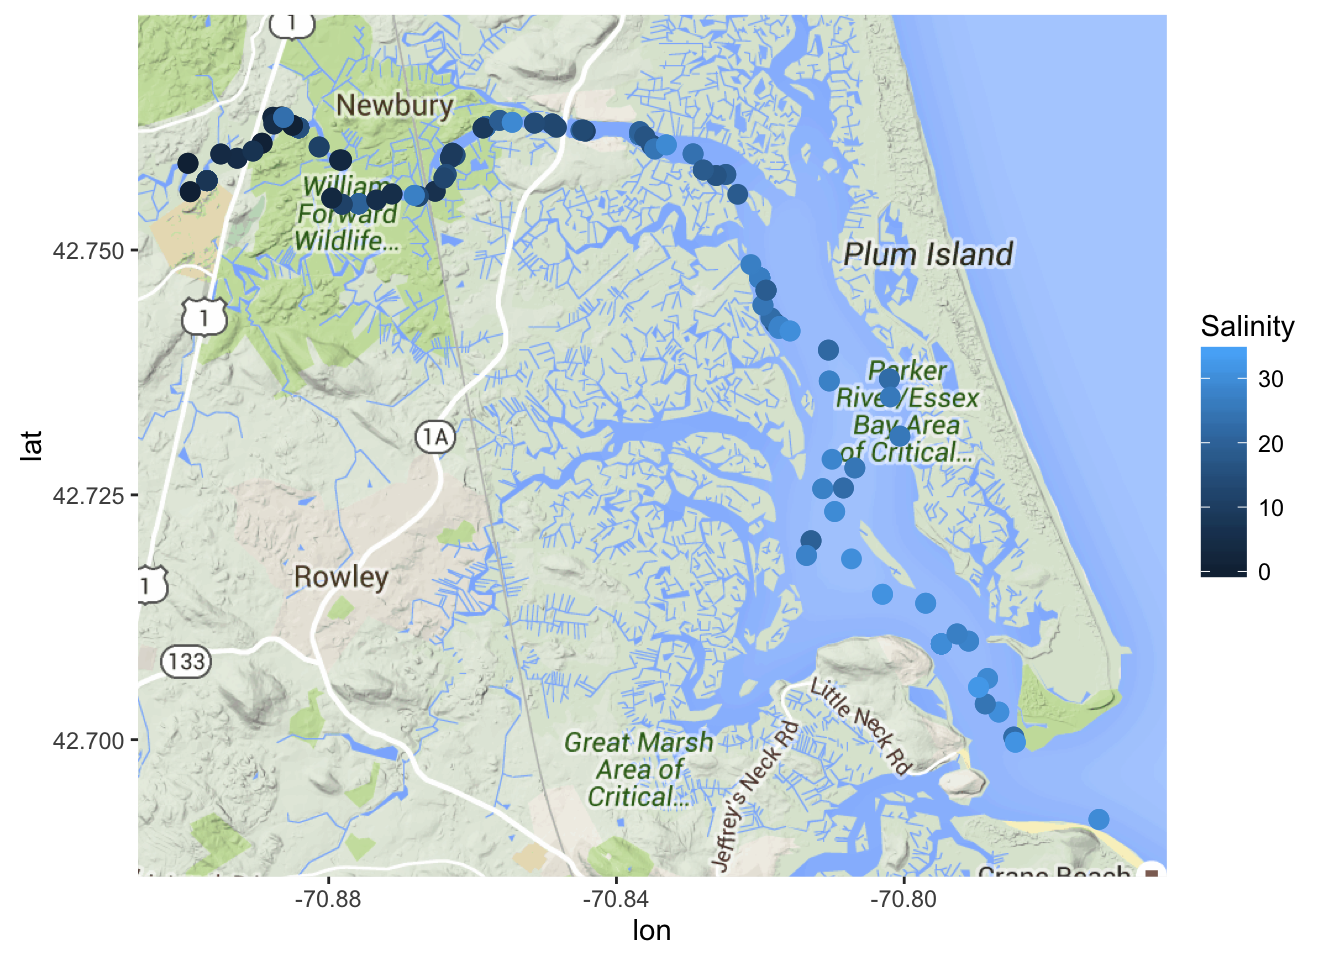 1
Newbury
William
Forward
Wildlife...
42.750
Plum Island
1
Salinity
30
20
10
0
Parker
River/Essex
Bay Area
of Critical...
1A
lat
42.725
Rowley
1
133
Little Neck Rd
Jeffrey's Neck Rd
42.700
Great Marsh
Area of
Critical...
Crane Beach
-70.88
-70.84
-70.80
lon